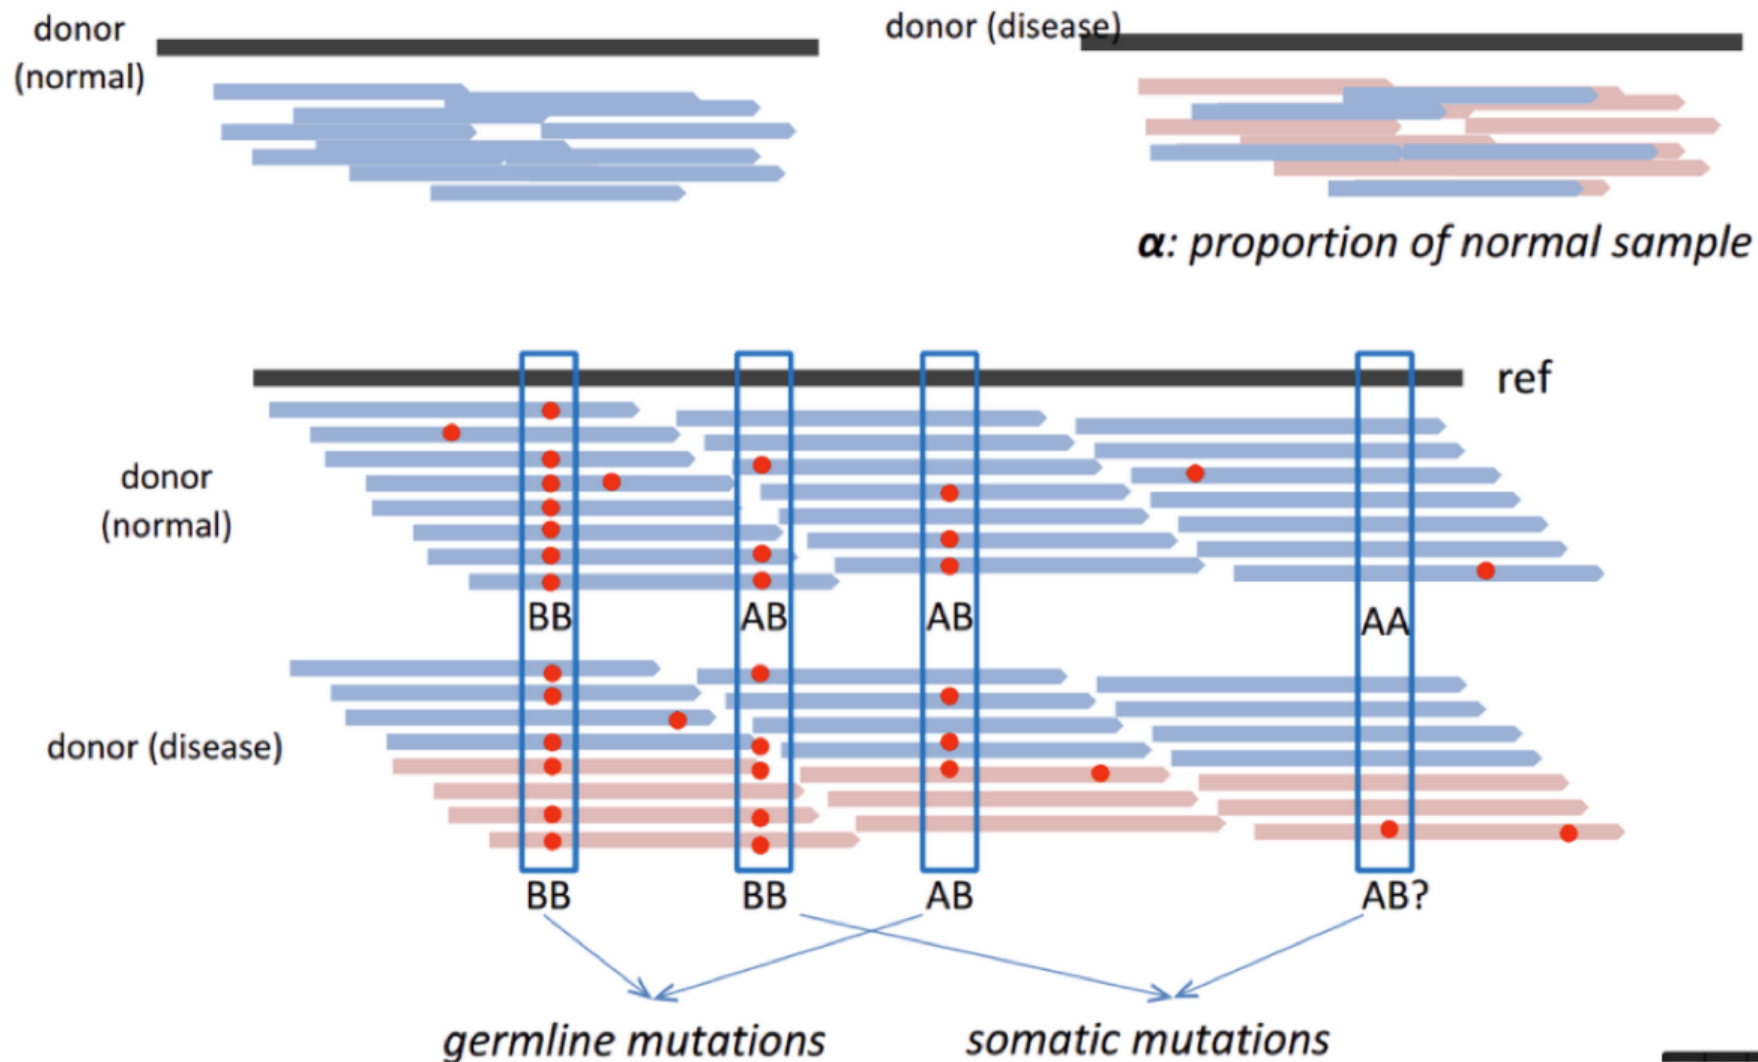 donor
(normal)
donor (disease)
α: proportion of normal sample
ref
donor
(normal)
BB
AB
AB
AA
donor (disease)
BB
BB
AB
AB?
germline mutations
somatic mutations